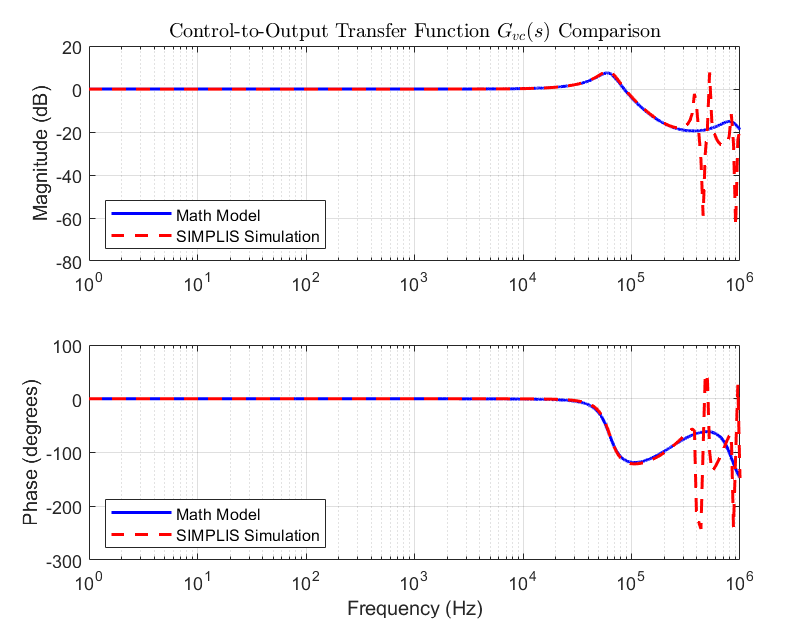 Control-to-Output Transfer Function G_{vc}(s) Comparison
20
0
-20
-40
-60
-80
Magnitude (dB)
Math Model
SIMPLIS Simulation
10^0 10^1 10^2 10^3 10^4 10^5 10^6
100
0
-100
-200
-300
Phase (degrees)
Math Model
SIMPLIS Simulation
10^0 10^1 10^2 10^3 10^4 10^5 10^6
Frequency (Hz)